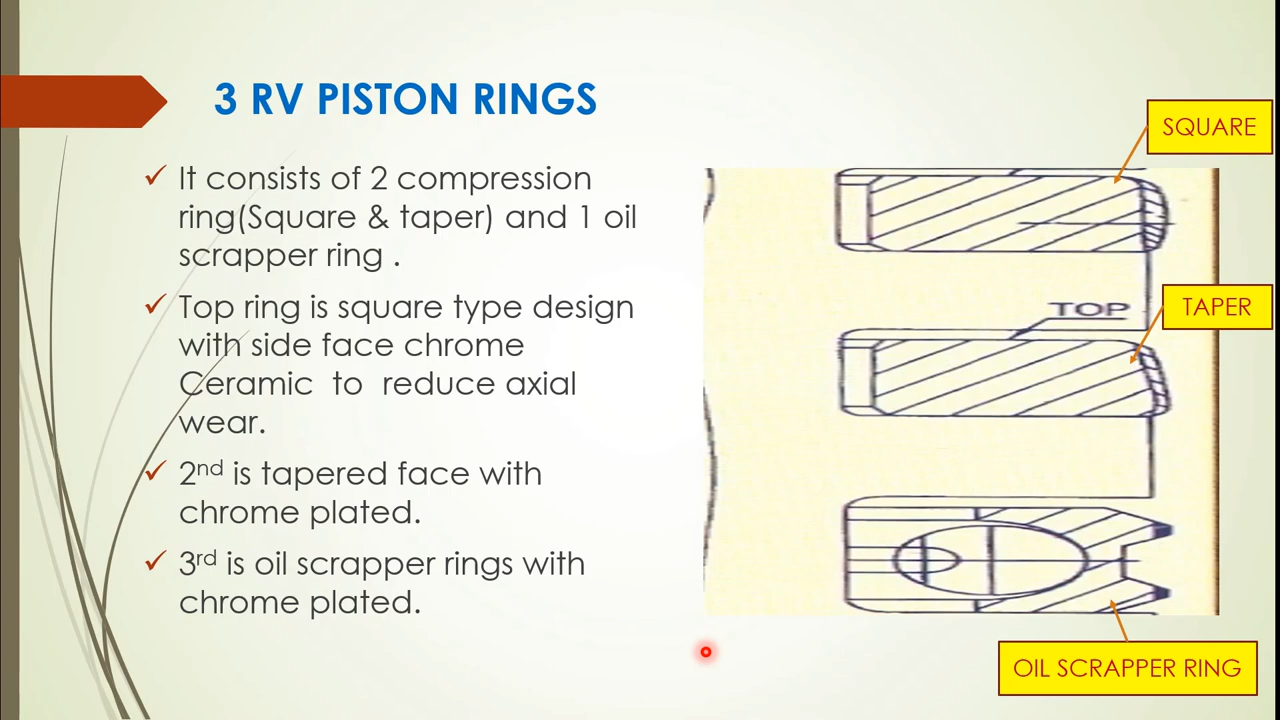 3 RV PISTON RINGS
It consists of 2 compression
ring(Square & taper) and 1 oil
scrapper ring .
Top ring is square type design
with side face chrome
Ceramic to reduce axial
wear.
2nd is tapered face with
chrome plated.
3rd is oil scrapper rings with
chrome plated.
SQUARE
TOP
TAPER
OIL SCRAPPER RING